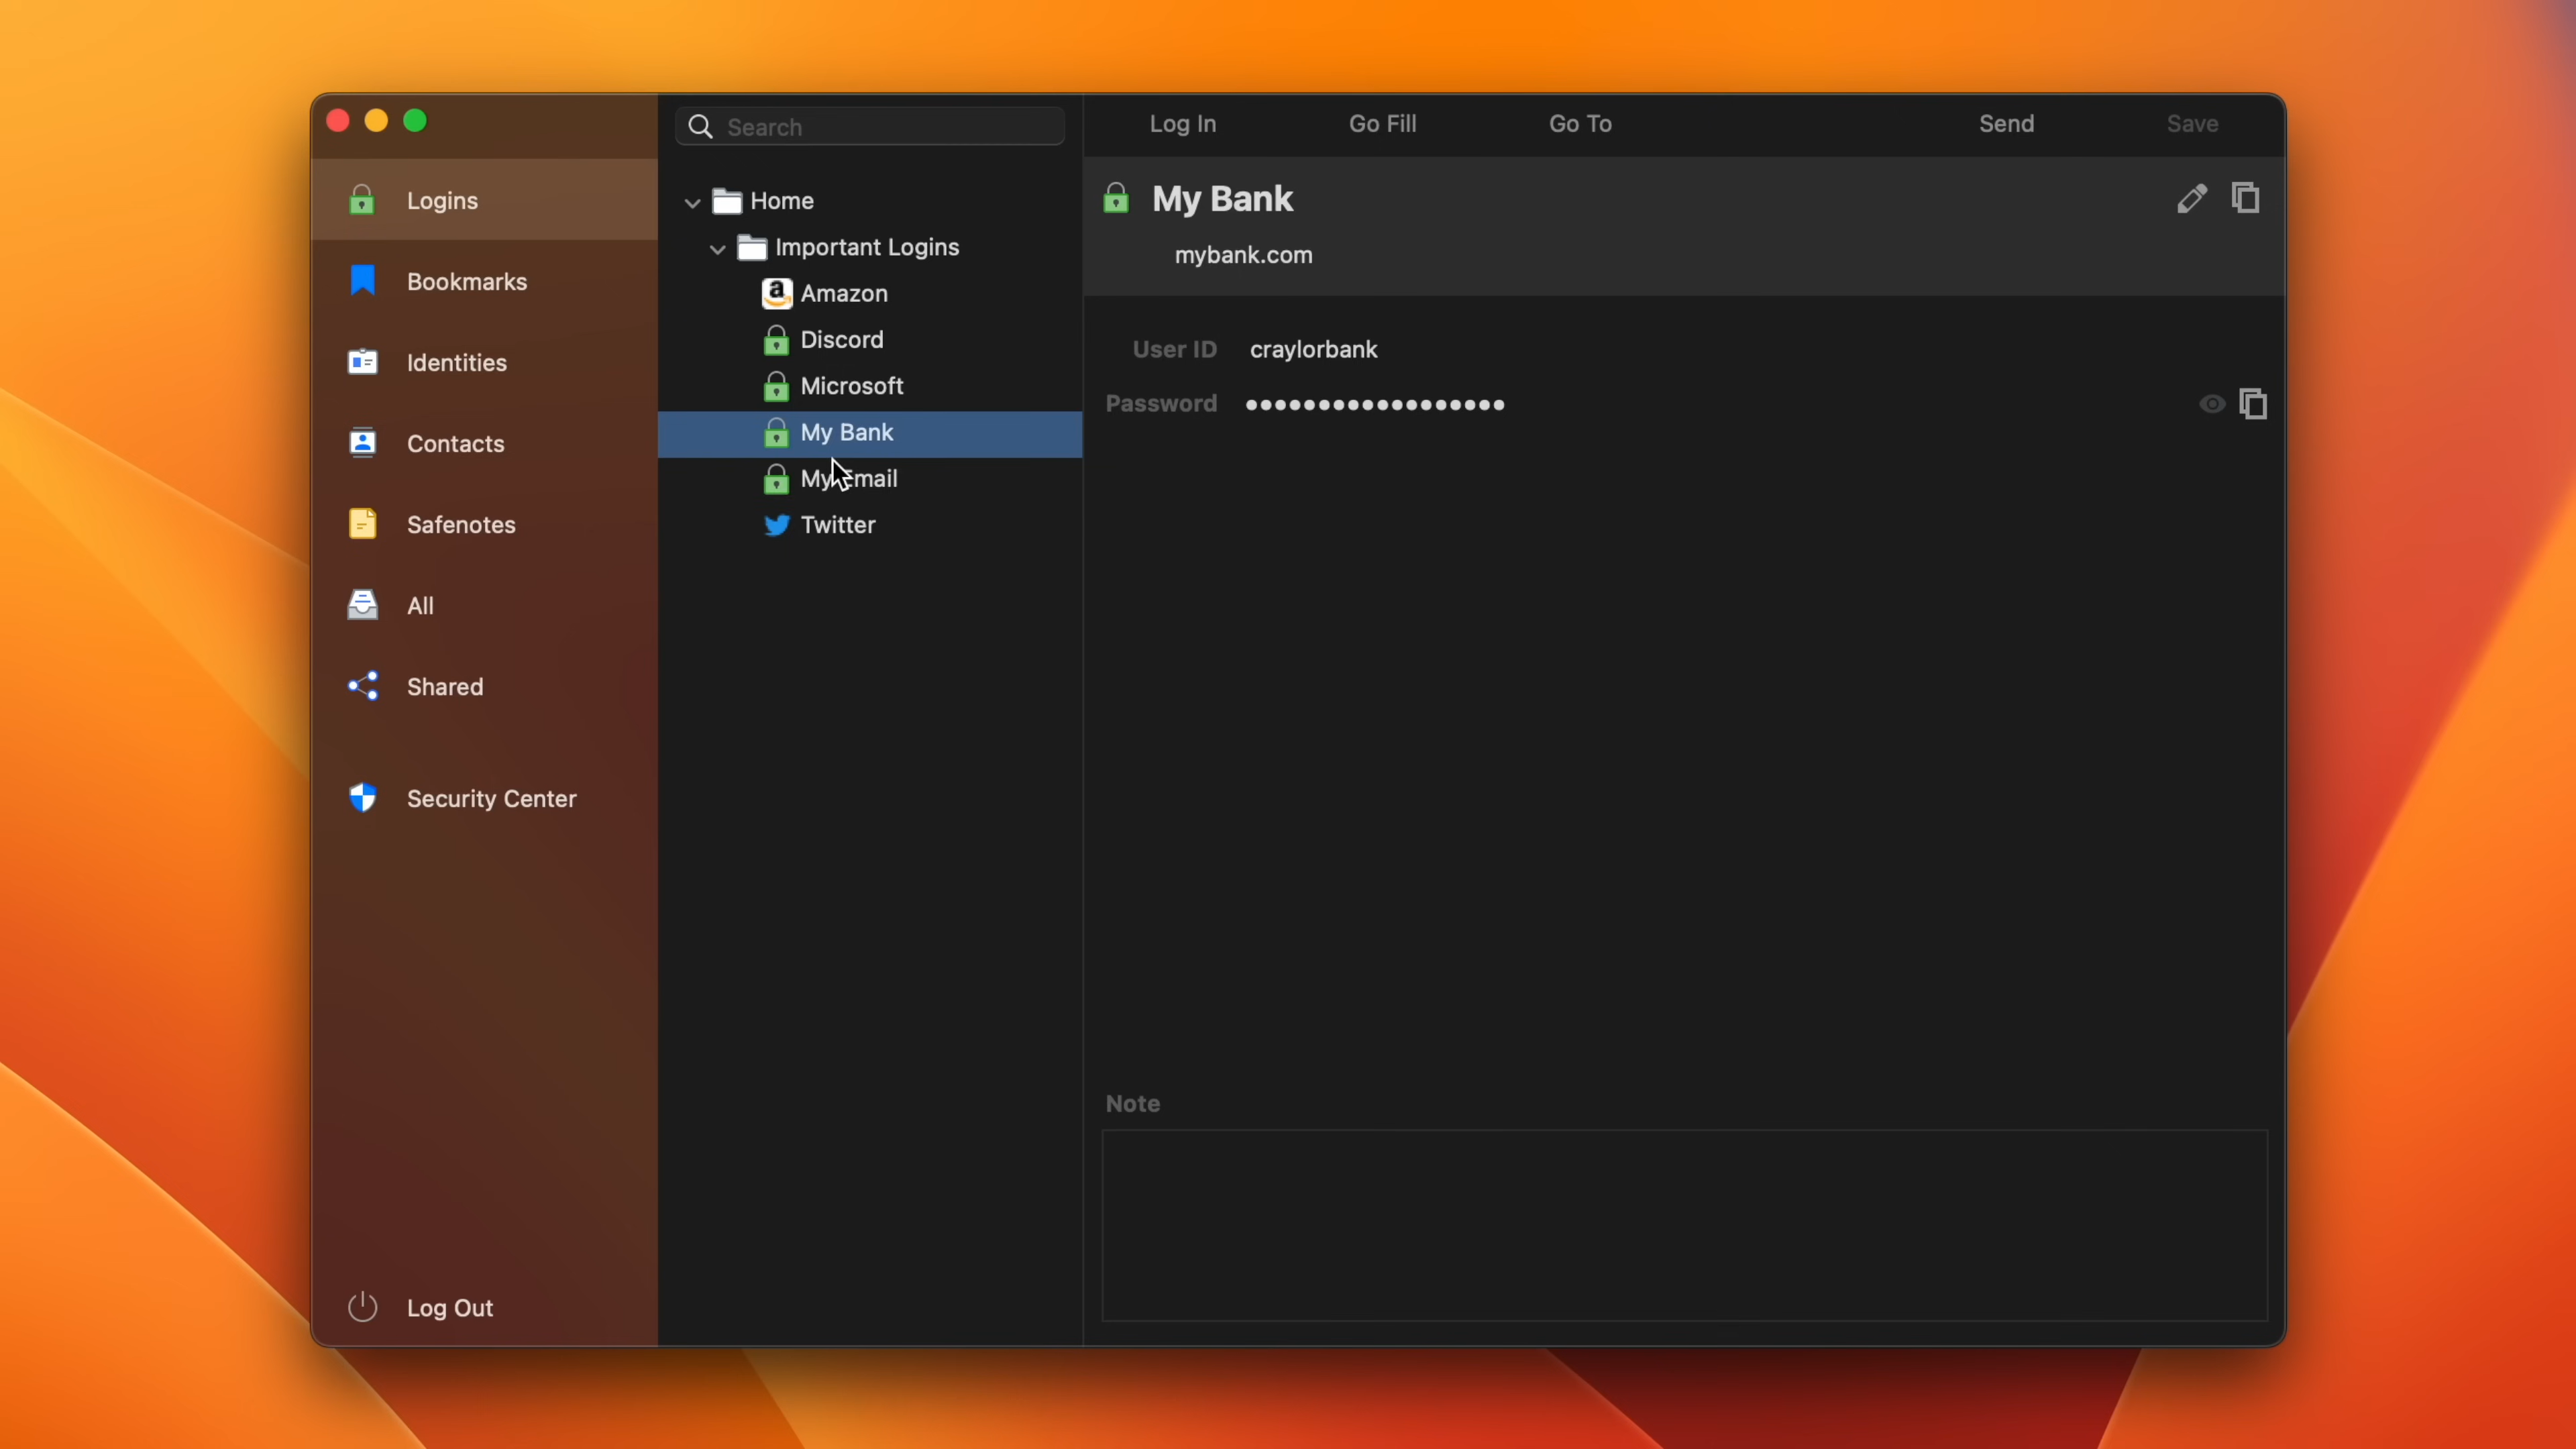 Logins
Bookmarks
Identities
Contacts
Safenotes
All
Shared
Security Center
Log Out
Search
Home
Important Logins
Amazon
Discord
Microsoft
My Bank
My Email
Twitter
Log In Go Fill Go To Send Save
My Bank
mybank.com
User ID craylorbank
Password ••••••••••••••••••
Note